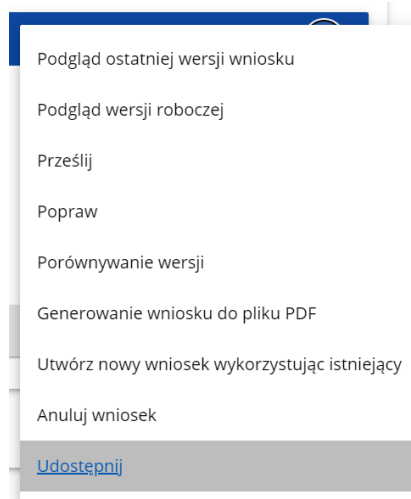 Podgląd ostatniej wersji wniosku
Podgląd wersji roboczej
Prześlij
Popraw
Porównywanie wersji
Generowanie wniosku do pliku PDF
Utwórz nowy wniosek wykorzystując istniejący
Anuluj wniosek
Udostępnij